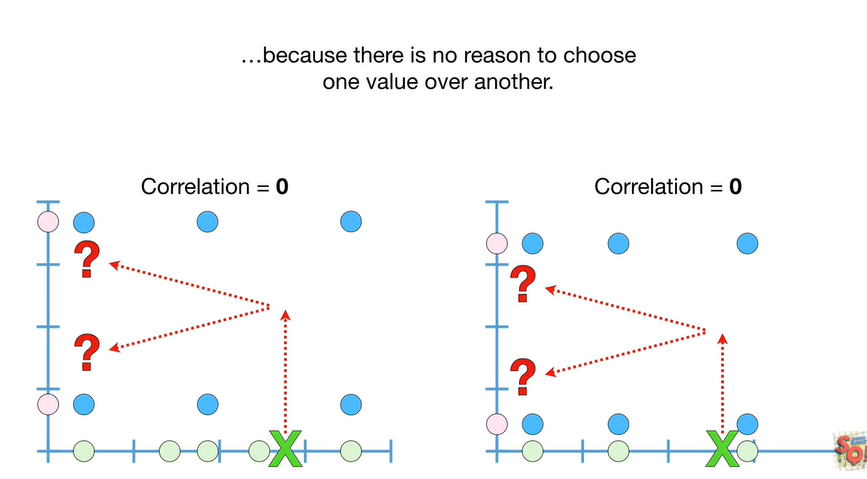 …because there is no reason to choose
one value over another.
Correlation = 0
Correlation = 0
?
?
?
?
X
X